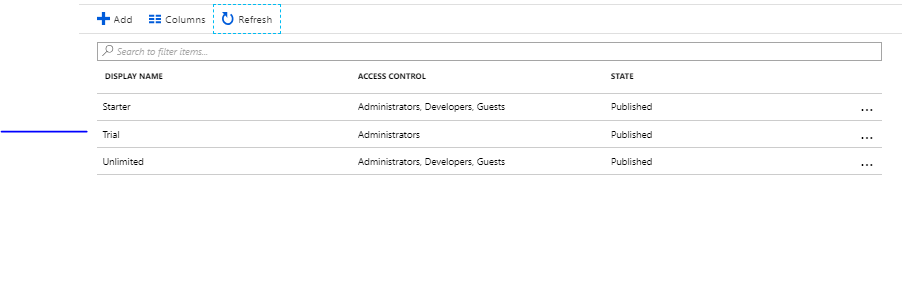 Add Columns Refresh
Search to filter items...
DISPLAY NAME ACCESS CONTROL STATE
Starter Administrators, Developers, Guests Published ...
Trial Administrators Published ...
Unlimited Administrators, Developers, Guests Published ...